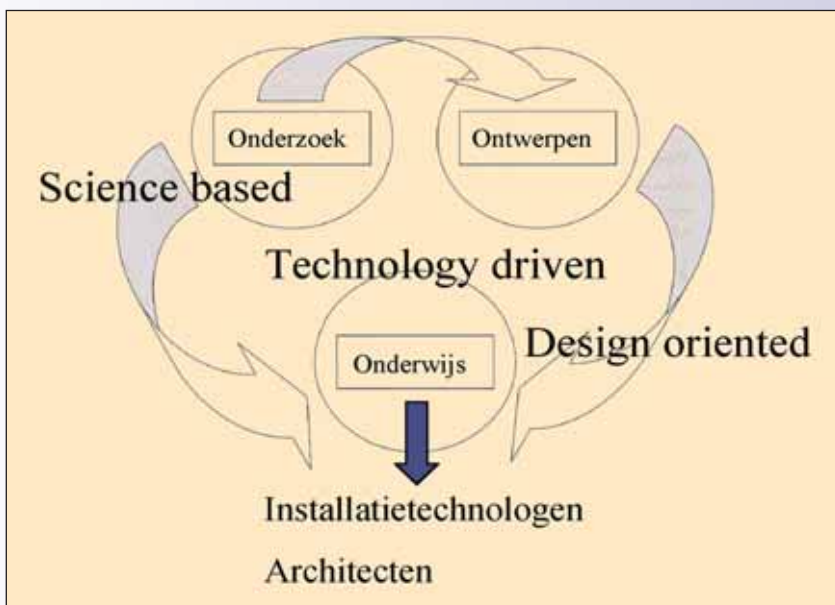 Onderzoek
Ontwerpen
Science based
Technology driven
Design oriented
Onderwijs
Installatietechnologen
Architecten